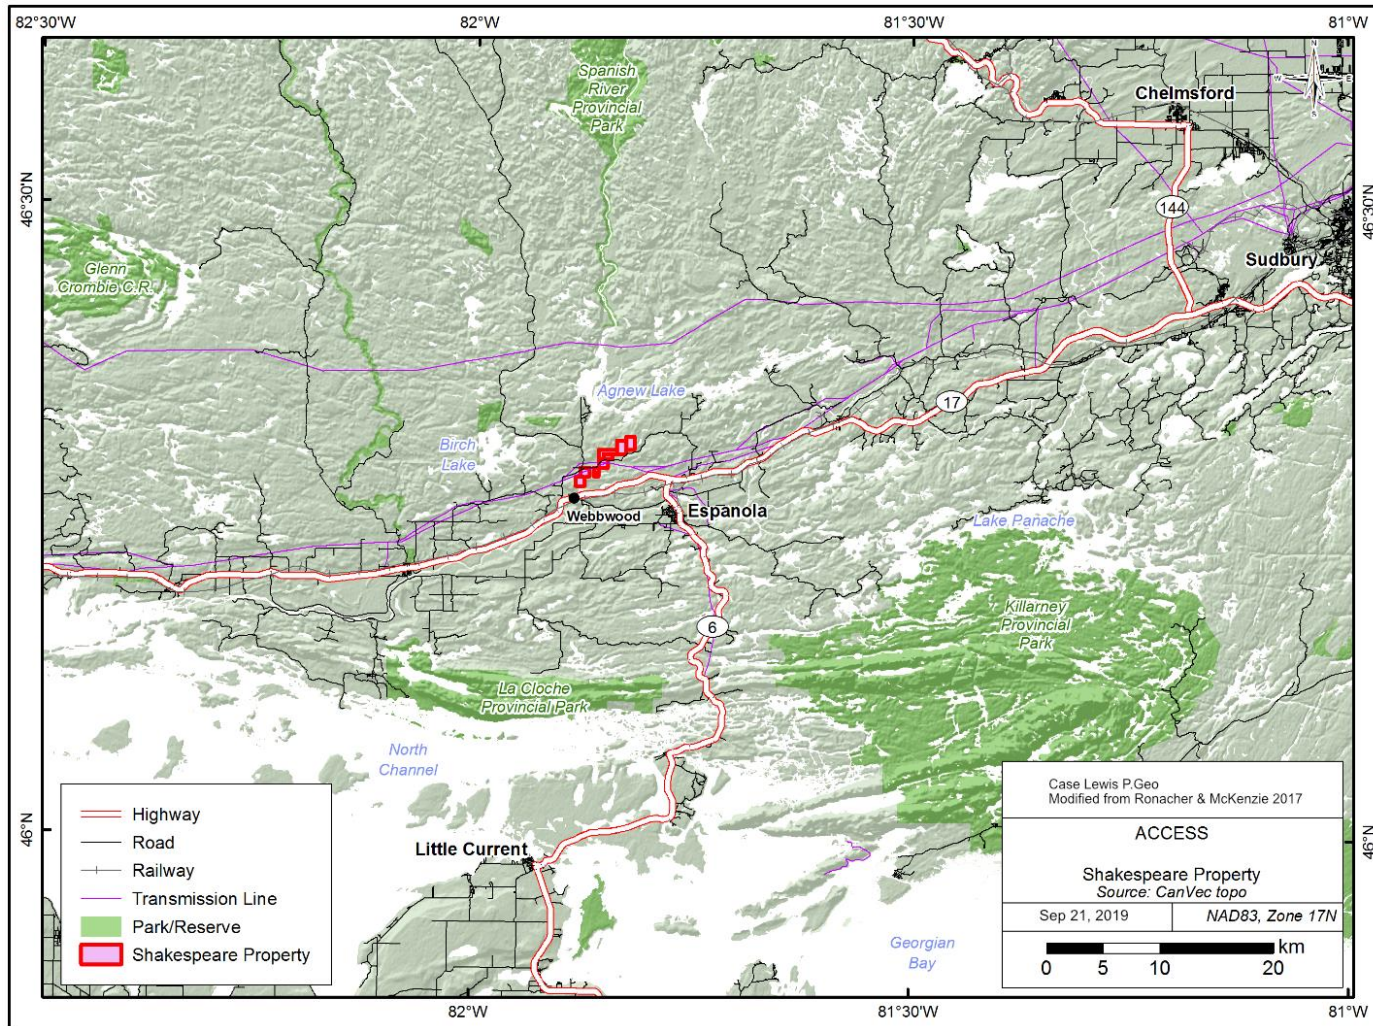 82°30'W
82°W
81°30'W
81°W
Spanish
River
Provincial
Park
Chelmsford
N
W
E
S
46°30'N
46°30'N
144
Glenn
Crombie C.R.
Sudbury
Agnew Lake
17
Birch
Lake
Webbwood
Espanola
Lake Panache
Killarney
Provincial
Park
6
La Cloche
Provincial Park
North
Channel
46°N
46°N
Little Current
Georgian
Bay
Highway
Road
Railway
Transmission Line
Park/Reserve
Shakespeare Property
Case Lewis P.Geo
Modified from Ronacher & McKenzie 2017
ACCESS
Shakespeare Property
Source: CanVec topo
Sep 21, 2019
NAD83, Zone 17N
km
0 5 10 20
82°W
81°30'W
81°W